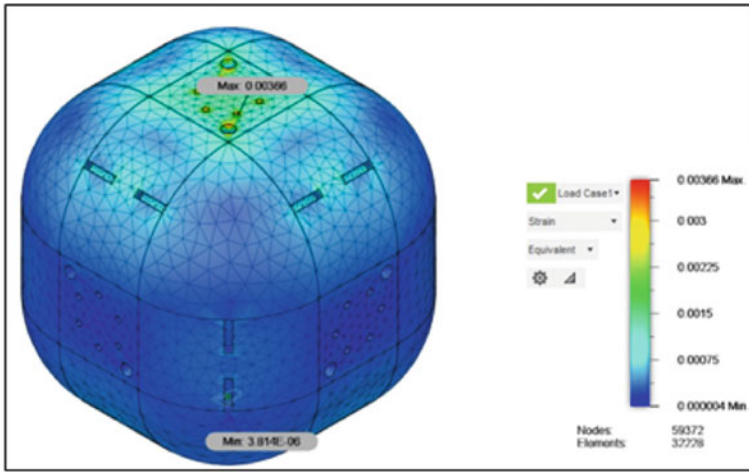 Max: 0.00366
Load Case1
Strain
Equivalent
0.00366 Max.
0.003
0.00225
0.0015
0.00075
0.000004 Min.
Nodes: 59372
Elements: 32228
Min: 3.814E-06